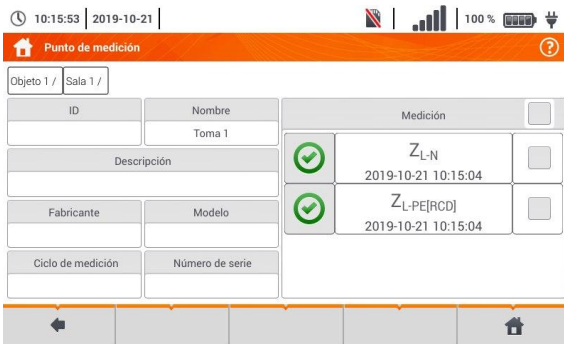 10:15:53 2019-10-21 100 %
Punto de medición ?
Objeto 1 / Sala 1 /
ID Nombre Medición
Toma 1
Z L-N
2019-10-21 10:15:04
Descripción
Z L-PE[RCD]
2019-10-21 10:15:04
Fabricante Modelo
Ciclo de medición Número de serie